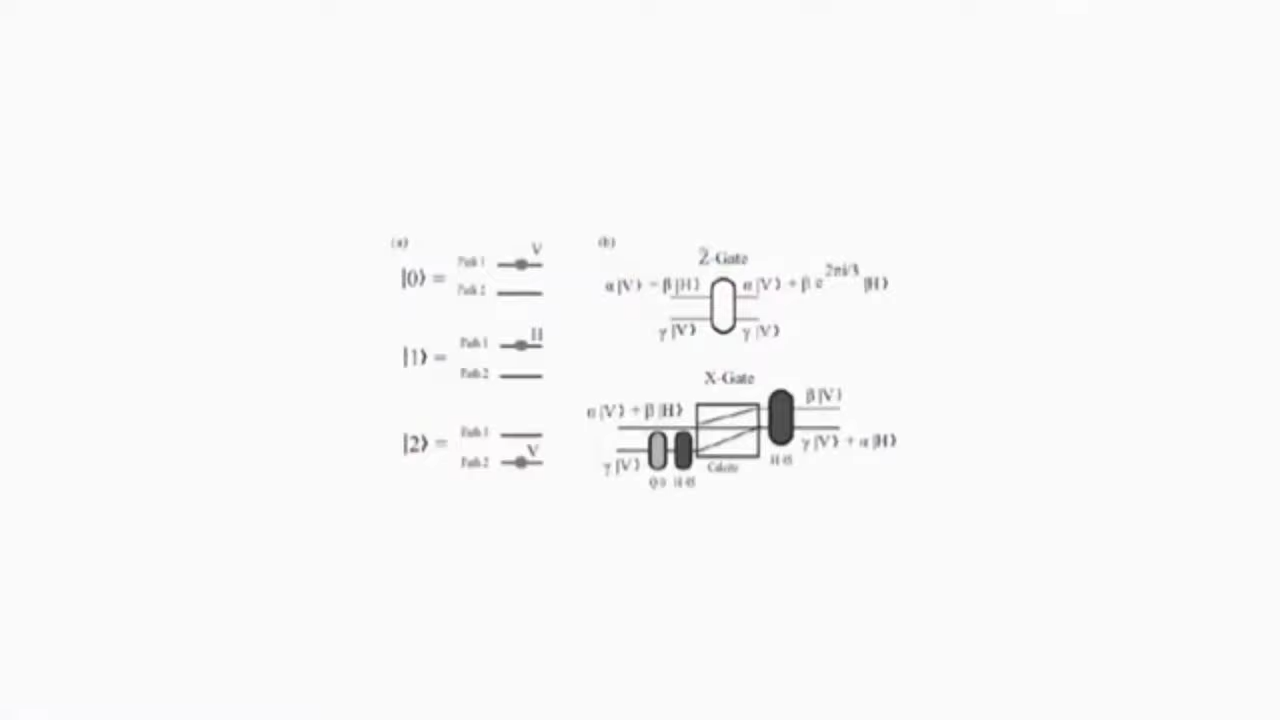 (a)
|0⟩ =
Path 1
V
Path 2
|1⟩ =
Path 1
H
Path 2
|2⟩ =
Path 1
Path 2
V
(b)
Z-Gate
α|V⟩ + β|H⟩
α|V⟩ + β e^{2πi/3} |H⟩
γ|V⟩
γ|V⟩
X-Gate
α|V⟩ + β|H⟩
β|V⟩
γ|V⟩
γ|V⟩ + α|H⟩
Calcite